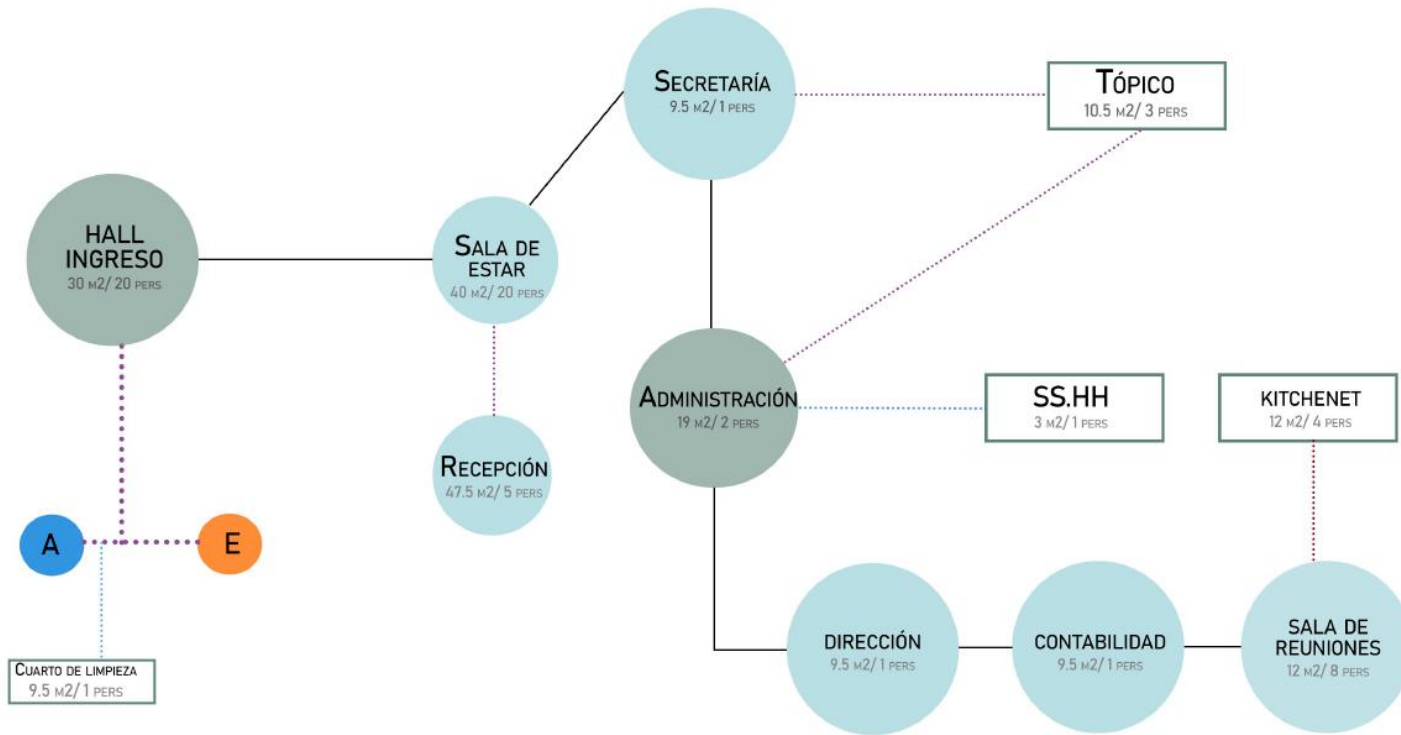 SECRETARÍA
9.5 M2/ 1 PERS
TÓPICO
10.5 M2/ 3 PERS
HALL
INGRESO
30 M2/ 20 PERS
SALA DE
ESTAR
40 M2/ 20 PERS
ADMINISTRACIÓN
19 M2/ 2 PERS
SS.HH
3 M2/ 1 PERS
KITCHENET
12 M2/ 4 PERS
RECEPCIÓN
47.5 M2/ 5 PERS
A
E
DIRECCIÓN
9.5 M2/ 1 PERS
CONTABILIDAD
9.5 M2/ 1 PERS
SALA DE
REUNIONES
12 M2/ 8 PERS
CUARTO DE LIMPIEZA
9.5 M2/ 1 PERS